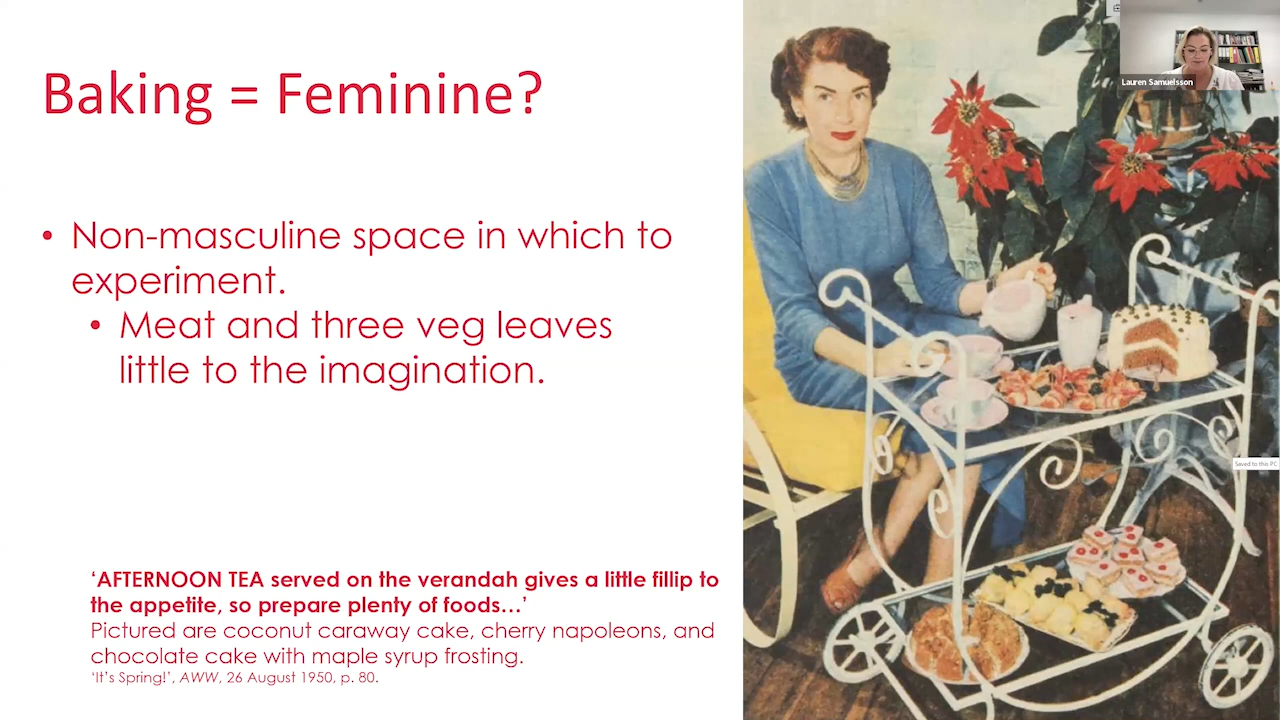 Baking = Feminine?
• Non-masculine space in which to
experiment.
• Meat and three veg leaves
little to the imagination.
‘AFTERNOON TEA served on the verandah gives a little fillip to
the appetite, so prepare plenty of foods…’
Pictured are coconut caraway cake, cherry napoleons, and
chocolate cake with maple syrup frosting.
‘It’s Spring!’, AWW, 26 August 1950, p. 80.
Lauren Samuelsson
Saved to this PC